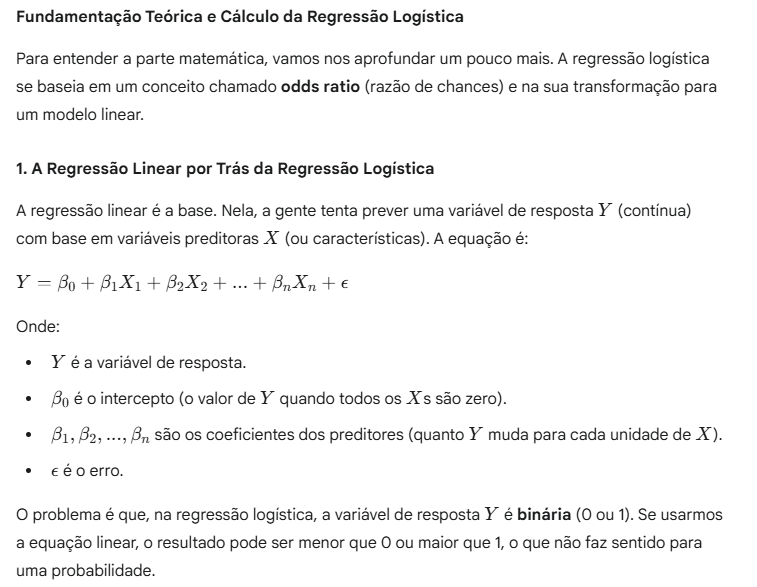 Fundamentação Teórica e Cálculo da Regressão Logística
Para entender a parte matemática, vamos nos aprofundar um pouco mais. A regressão logística
se baseia em um conceito chamado odds ratio (razão de chances) e na sua transformação para
um modelo linear.
1. A Regressão Linear por Trás da Regressão Logística
A regressão linear é a base. Nela, a gente tenta prever uma variável de resposta Y (contínua)
com base em variáveis preditoras X (ou características). A equação é:
Y = β₀ + β₁X₁ + β₂X₂ + ... + βₙXₙ + ϵ
Onde:
• Y é a variável de resposta.
• β₀ é o intercepto (o valor de Y quando todos os Xs são zero).
• β₁, β₂, ..., βₙ são os coeficientes dos preditores (quanto Y muda para cada unidade de X).
• ϵ é o erro.
O problema é que, na regressão logística, a variável de resposta Y é binária (0 ou 1). Se usarmos
a equação linear, o resultado pode ser menor que 0 ou maior que 1, o que não faz sentido para
uma probabilidade.